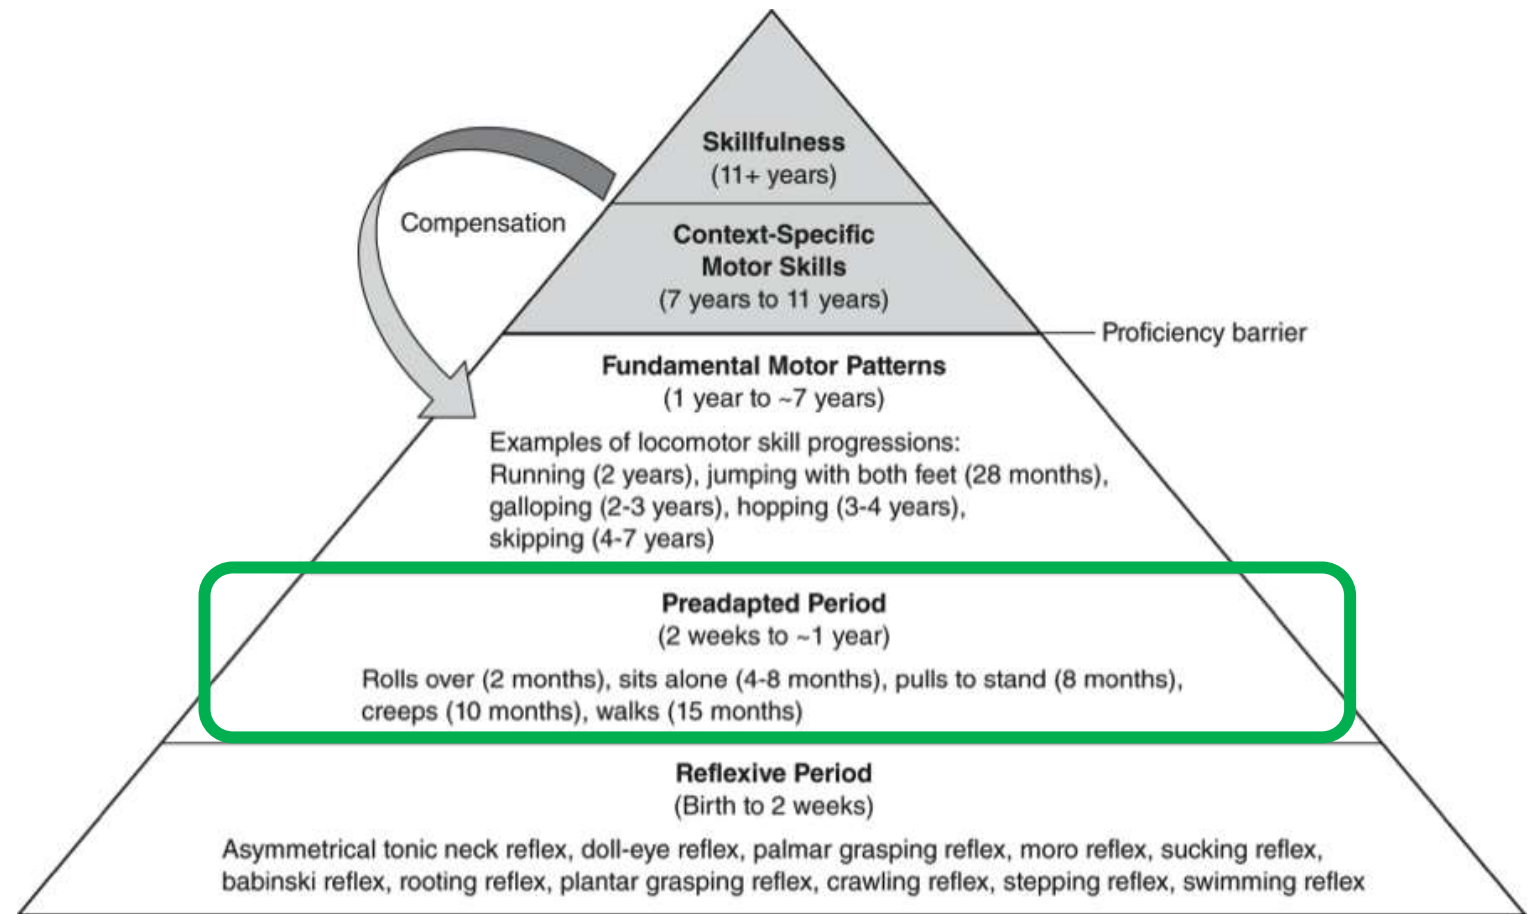 Skillfulness
(11+ years)
Compensation
Context-Specific
Motor Skills
(7 years to 11 years)
Proficiency barrier
Fundamental Motor Patterns
(1 year to ~7 years)
Examples of locomotor skill progressions:
Running (2 years), jumping with both feet (28 months),
galloping (2-3 years), hopping (3-4 years),
skipping (4-7 years)
Preadapted Period
(2 weeks to ~1 year)
Rolls over (2 months), sits alone (4-8 months), pulls to stand (8 months),
creeps (10 months), walks (15 months)
Reflexive Period
(Birth to 2 weeks)
Asymmetrical tonic neck reflex, doll-eye reflex, palmar grasping reflex, moro reflex, sucking reflex,
babinski reflex, rooting reflex, plantar grasping reflex, crawling reflex, stepping reflex, swimming reflex